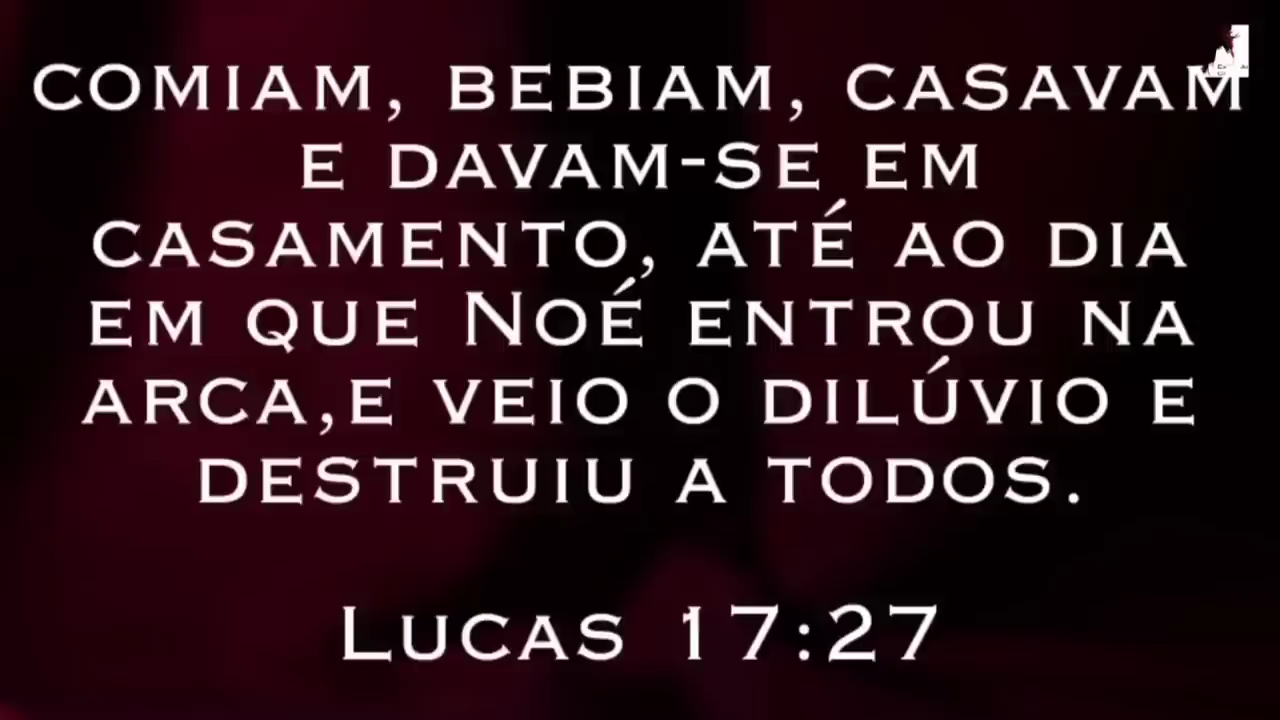 COMIAM, BEBIAM, CASAVAM
E DAVAM-SE EM
CASAMENTO, ATÉ AO DIA
EM QUE NOÉ ENTROU NA
ARCA,E VEIO O DILÚVIO E
DESTRUIU A TODOS.
LUCAS 17:27